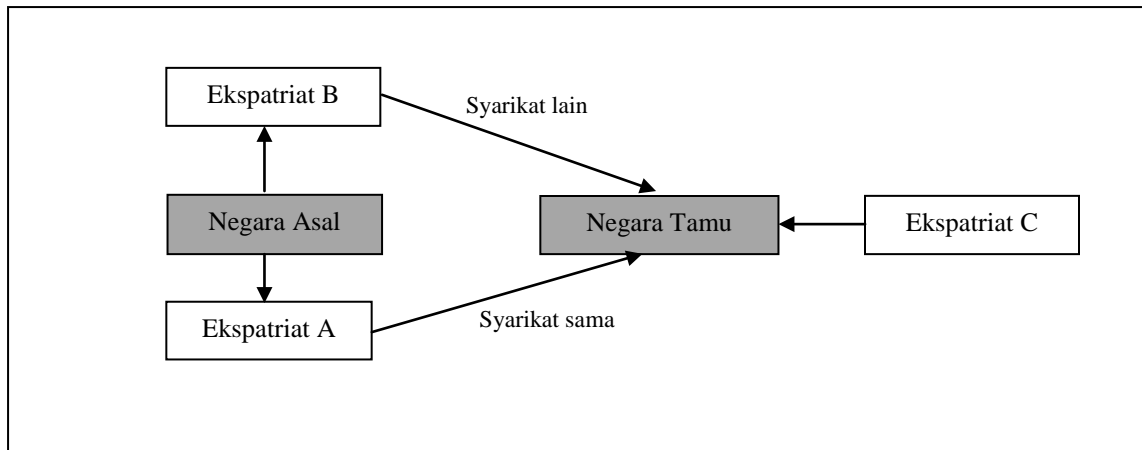 Ekspatriat B
Syarikat lain
Negara Asal
Negara Tamu
Ekspatriat C
Ekspatriat A
Syarikat sama